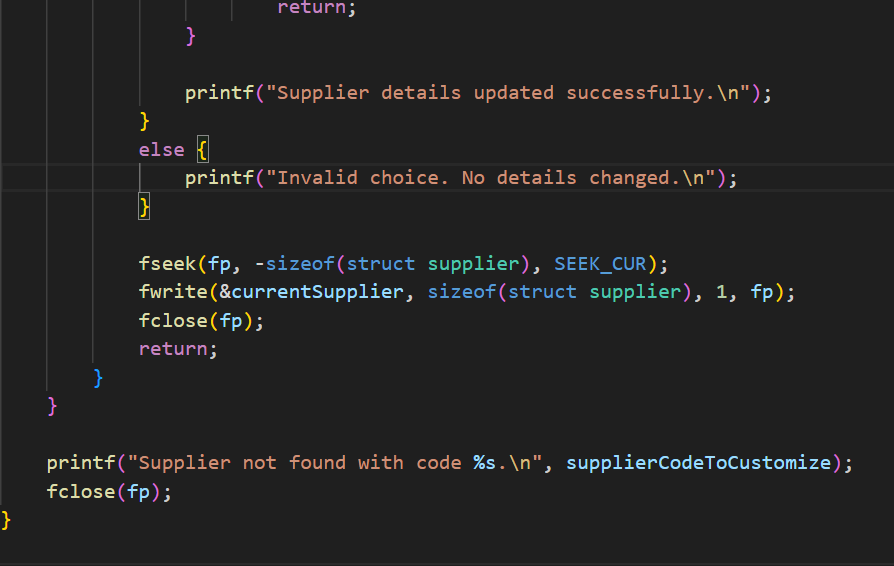 return;
                }

                printf("Supplier details updated successfully.\n");
            }
            else {
                printf("Invalid choice. No details changed.\n");
            }

            fseek(fp, -sizeof(struct supplier), SEEK_CUR);
            fwrite(&currentSupplier, sizeof(struct supplier), 1, fp);
            fclose(fp);
            return;
        }
    }

    printf("Supplier not found with code %s.\n", supplierCodeToCustomize);
    fclose(fp);
}